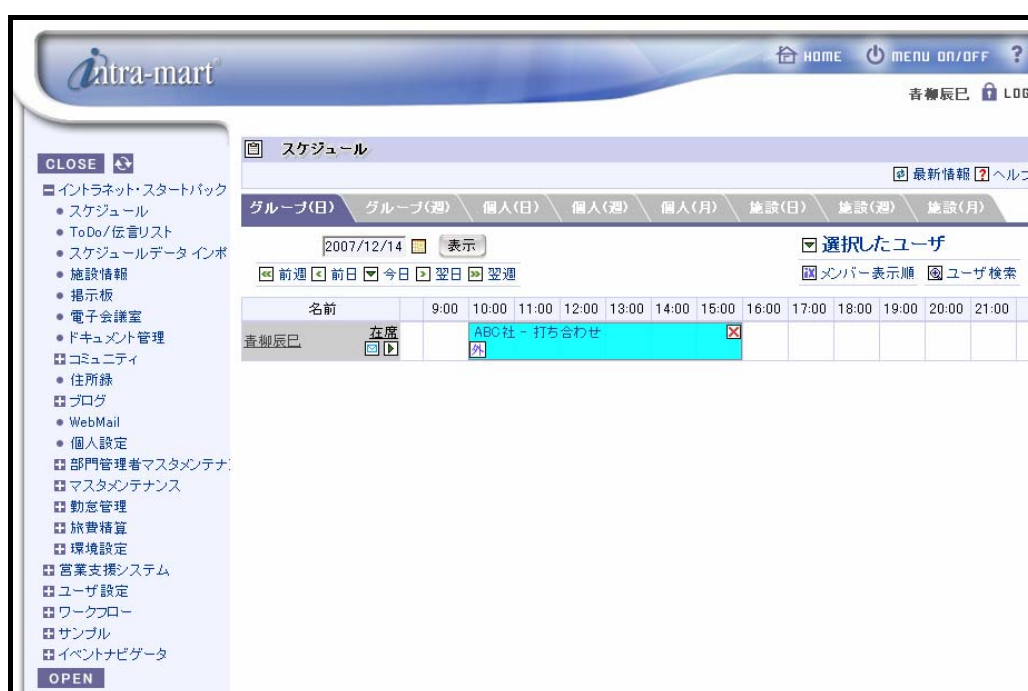 intra-mart
HOME MENU ON/OFF ?
青柳辰巳 LOG
CLOSE
イントラネット・スタートパック
スケジュール
ToDo/伝言リスト
スケジュールデータ インポ
施設情報
掲示板
電子会議室
ドキュメント管理
コミュニティ
住所録
ブログ
WebMail
個人設定
部門管理者マスタメンテナ
マスタメンテナンス
勤怠管理
旅費精算
環境設定
営業支援システム
ユーザ設定
ワークフロー
サンプル
イベントナビゲータ
OPEN
スケジュール
最新情報 ? ヘルプ
グループ(日) グループ(週) 個人(日) 個人(週) 個人(月) 施設(日) 施設(週) 施設(月)
2007/12/14 表示 選択したユーザ
前週 前日 今日 翌日 翌週 メンバー表示順 ユーザ検索
名前 9:00 10:00 11:00 12:00 13:00 14:00 15:00 16:00 17:00 18:00 19:00 20:00 21:00
青柳辰巳 在席 ABC社 - 打ち合わせ
外